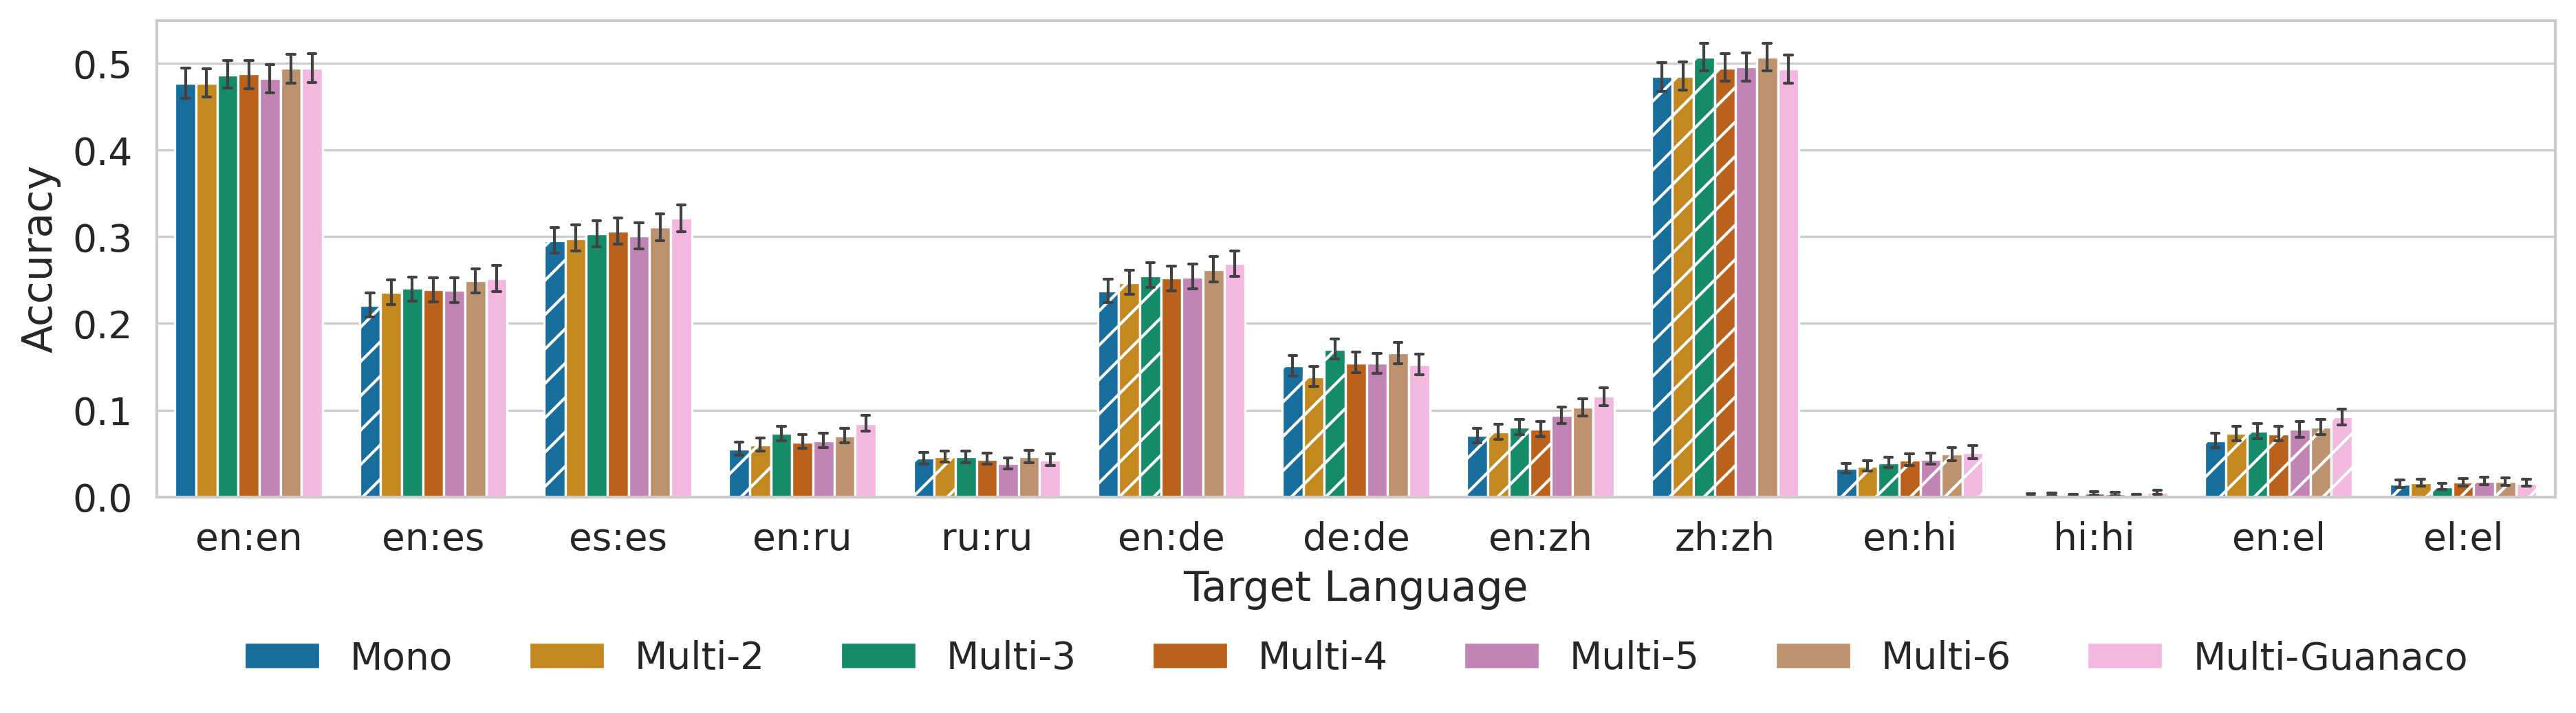 Accuracy
0.5
0.4
0.3
0.2
0.1
0.0
en:en en:es es:es en:ru ru:ru en:de de:de en:zh zh:zh en:hi hi:hi en:el el:el
Target Language
Mono Multi-2 Multi-3 Multi-4 Multi-5 Multi-6 Multi-Guanaco